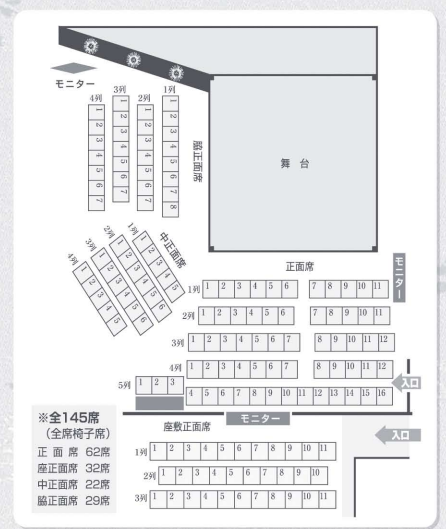 モニター
4列 1 2 3 4 5 6 7
3列 1 2 3 4 5 6 7
2列 1 2 3 4 5 6 7
1列 1 2 3 4 5 6 7 8
脇正面席
舞台
中正面席
1列 1 2 3 4 5
2列 1 2 3 4 5 6
3列 1 2 3 4 5 6
4列 1 2 3 4 5
正面席
モニター
1列 1 2 3 4 5 6 7 8 9 10 11
2列 1 2 3 4 5 6 7 8 9 10 11
3列 1 2 3 4 5 6 7 8 9 10 11 12
4列 1 2 3 4 5 6 7 8 9 10 11 12
5列 1 2 3 4 5 6 7 8 9 10 11 12 13 14 15 16
入口
モニター
入口
座敷正面席
1列 1 2 3 4 5 6 7 8 9 10 11
2列 1 2 3 4 5 6 7 8 9 10
3列 1 2 3 4 5 6 7 8 9 10 11
※全145席
(全席椅子席)
正面席 62席
座正面席 32席
中正面席 22席
脇正面席 29席